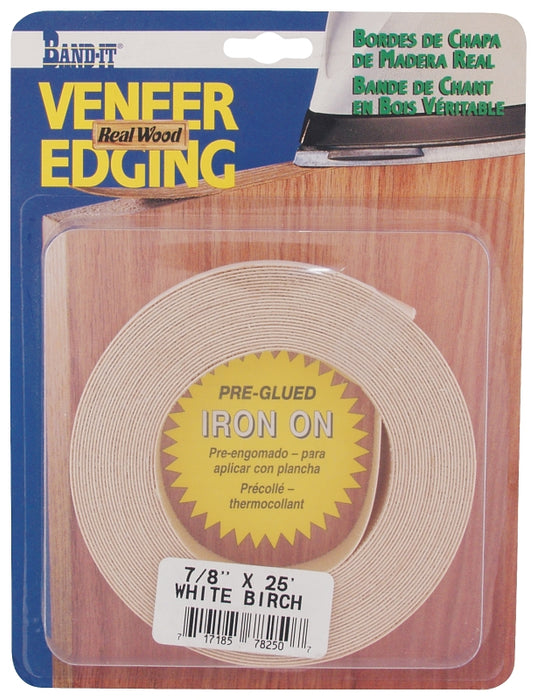 BAND-IT®
VENEER
Real Wood
EDGING
BORDES DE CHAPA
DE MADERA REAL
BANDE DE CHANT
EN BOIS VÉRITABLE
PRE-GLUED
IRON ON
Pre-engomado – para
aplicar con plancha
Précollé –
thermocollant
7/8" X 25'
WHITE BIRCH
7 17185 78250 7